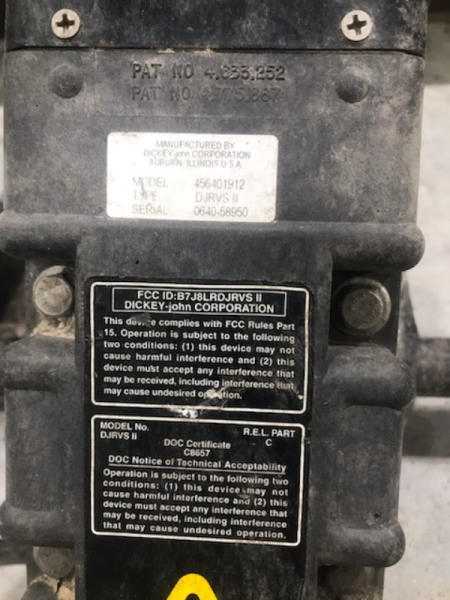 PAT NO 4,633,252
PAT NO
MANUFACTURED BY
DICKEY-john CORPORATION
AUBURN, ILLINOIS U.S.A.
MODEL 456401912
TYPE DJRVS II
SERIAL 0640-58950
FCC ID:B7J8LRDJRVS II
DICKEY-john CORPORATION
This device complies with FCC Rules Part
15. Operation is subject to the following
two conditions: (1) this device may not
cause harmful interference and (2) this
device must accept any interference that
may be received, including interference that
may cause undesired operation.
MODEL No. R.E.L. PART
DJRVS II C
DOC Certificate
C8657
DOC Notice of Technical Acceptability
Operation is subject to the following two
conditions: (1) this device may not
cause harmful interference and (2) this
device must accept any interference that
may be received, including interference
that may cause undesired operation.